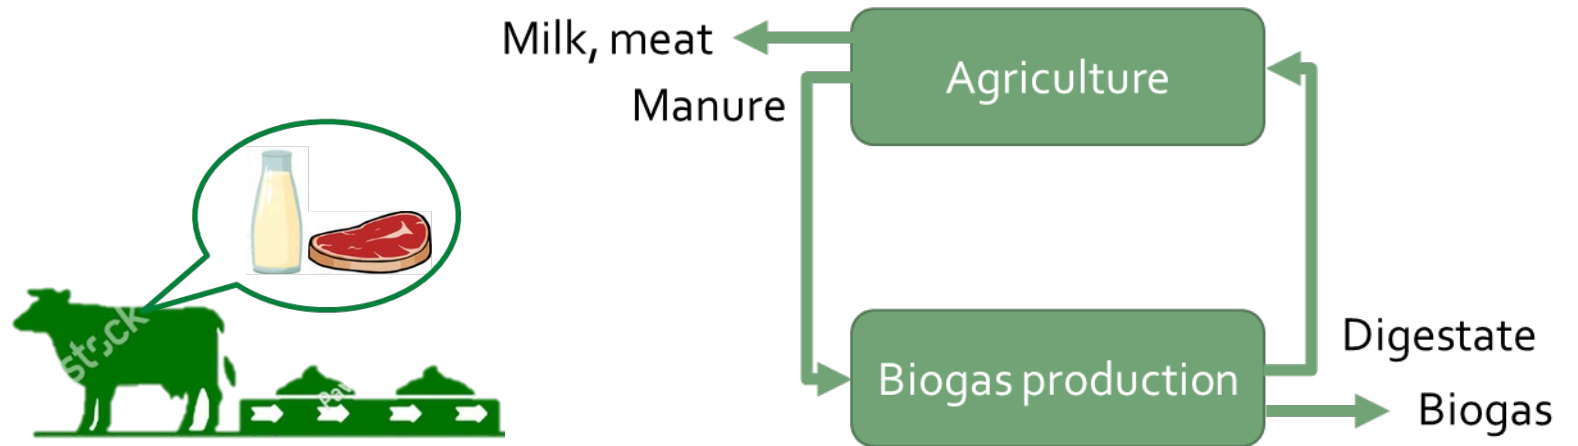 Milk, meat
Agriculture
Manure
Digestate
Biogas production
Biogas